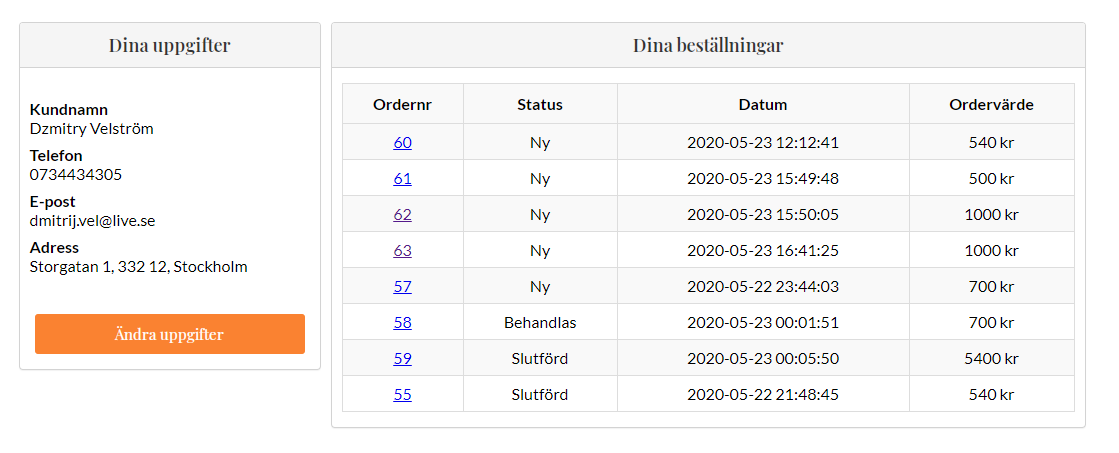 Dina uppgifter
Kundnamn
Dzmitry Velström
Telefon
0734434305
E-post
dmitrij.vel@live.se
Adress
Storgatan 1, 332 12, Stockholm
Ändra uppgifter
Dina beställningar
Ordernr Status Datum Ordervärde
60 Ny 2020-05-23 12:12:41 540 kr
61 Ny 2020-05-23 15:49:48 500 kr
62 Ny 2020-05-23 15:50:05 1000 kr
63 Ny 2020-05-23 16:41:25 1000 kr
57 Ny 2020-05-22 23:44:03 700 kr
58 Behandlas 2020-05-23 00:01:51 700 kr
59 Slutförd 2020-05-23 00:05:50 5400 kr
55 Slutförd 2020-05-22 21:48:45 540 kr